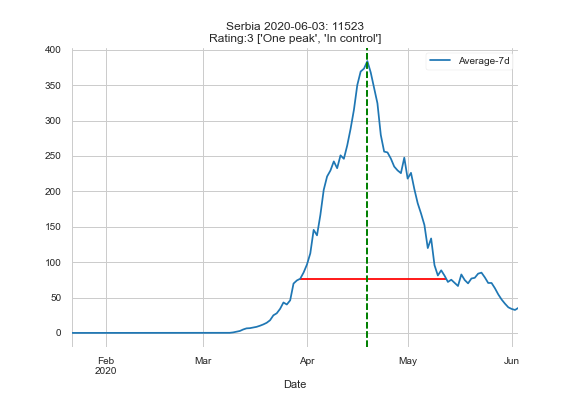 Serbia 2020-06-03: 11523
Rating:3 ['One peak', 'In control']
Average-7d
400
350
300
250
200
150
100
50
0
Feb
2020
Mar
Apr
May
Jun
Date